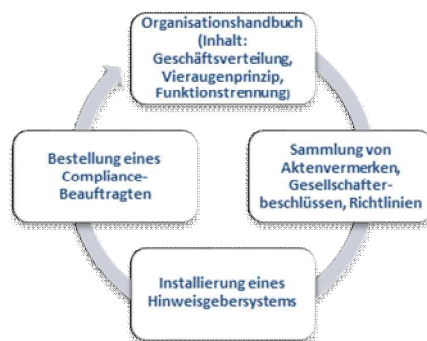 Organisationshandbuch
(Inhalt:
Geschäftsverteilung,
Vieraugenprinzip,
Funktionstrennung)
Sammlung von
Aktenvermerken,
Gesellschafter-
beschlüssen, Richtlinien
Installierung eines
Hinweisgebersystems
Bestellung eines
Compliance-
Beauftragten